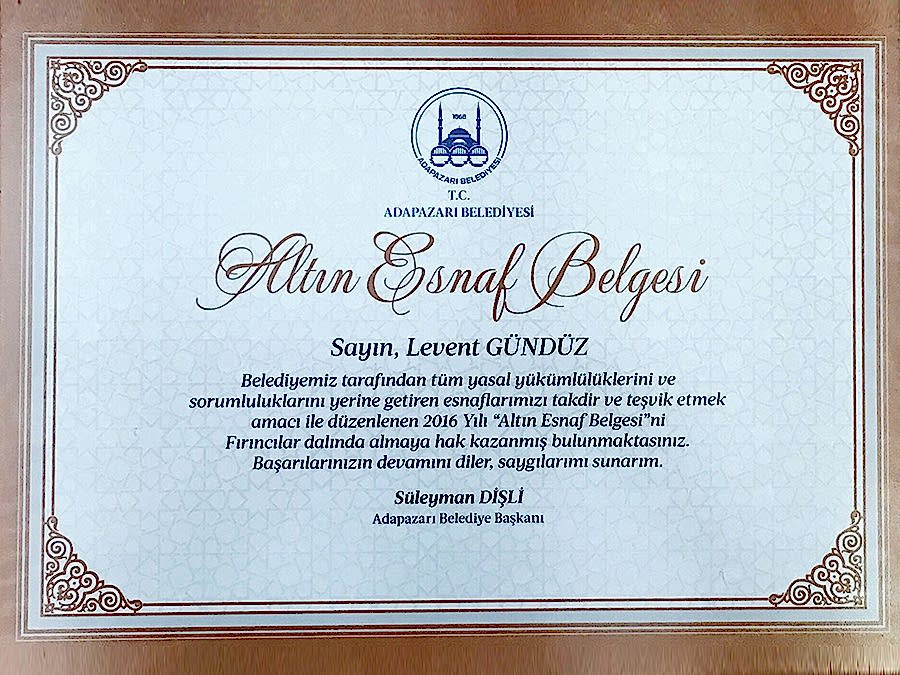 1868
ADAPAZARI BELEDİYESİ
T.C.
ADAPAZARI BELEDİYESİ
Altın Esnaf Belgesi
Sayın, Levent GÜNDÜZ
Belediyemiz tarafından tüm yasal yükümlülüklerini ve
sorumluluklarını yerine getiren esnaflarımızı takdir ve teşvik etmek
amacı ile düzenlenen 2016 Yılı “Altın Esnaf Belgesi”ni
Fırıncılar dalında almaya hak kazanmış bulunmaktasınız.
Başarılarınızın devamını diler, saygılarımı sunarım.
Süleyman DİŞLİ
Adapazarı Belediye Başkanı